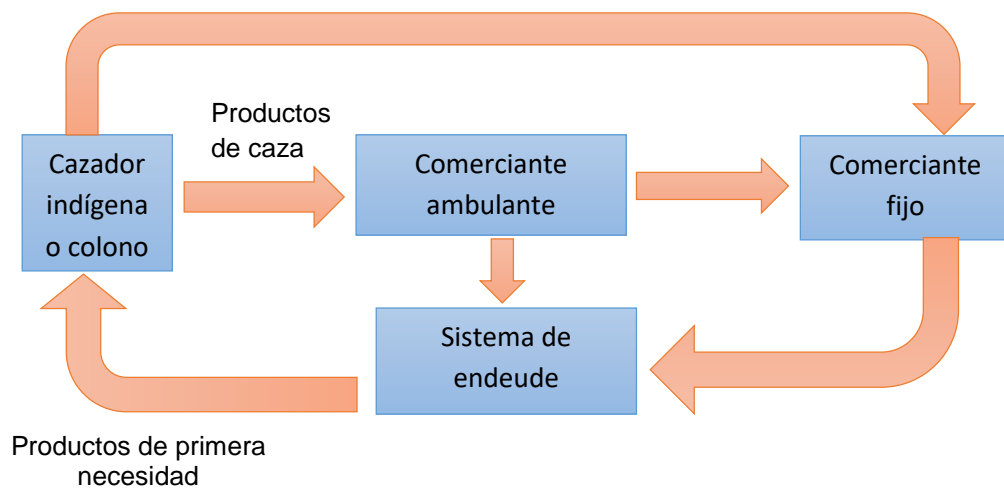 Productos
de caza
Cazador
indígena
o colono
Comerciante
ambulante
Comerciante
fijo
Sistema de
endeude
Productos de primera
necesidad